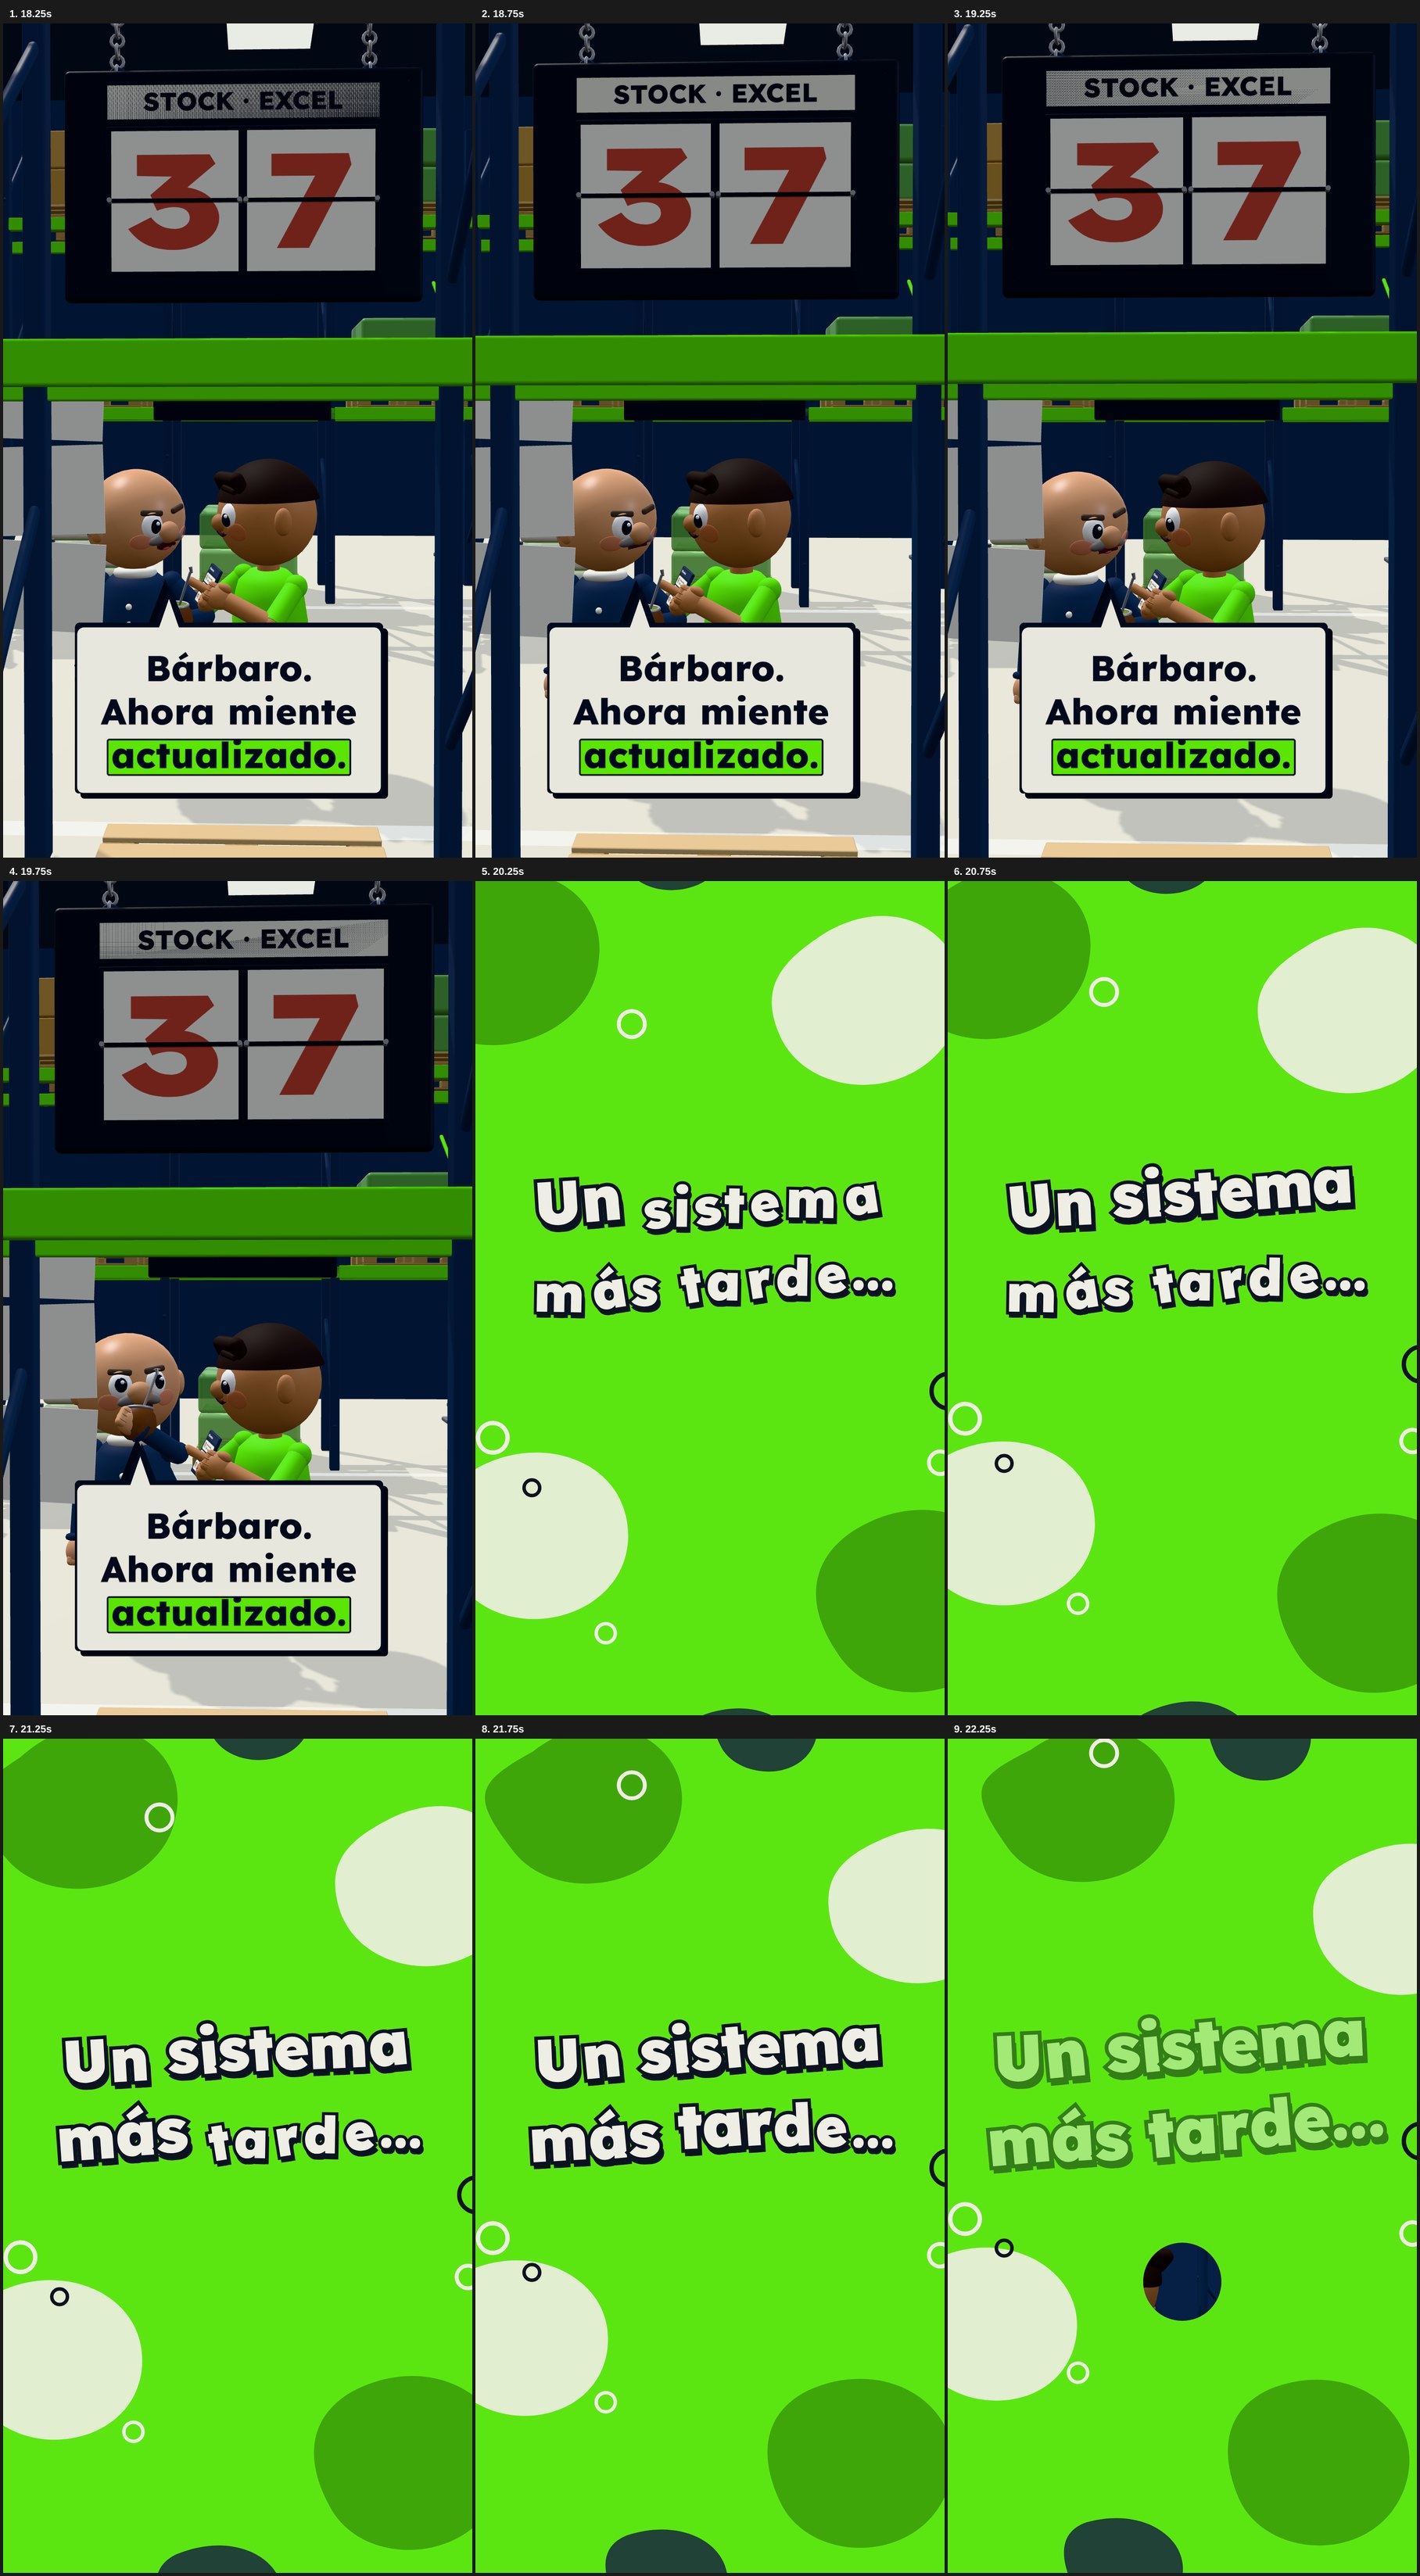 1. 18.25s
STOCK · EXCEL
37
Bárbaro.
Ahora miente
actualizado.
2. 18.75s
STOCK · EXCEL
37
Bárbaro.
Ahora miente
actualizado.
3. 19.25s
STOCK · EXCEL
37
Bárbaro.
Ahora miente
actualizado.
4. 19.75s
STOCK · EXCEL
37
Bárbaro.
Ahora miente
actualizado.
5. 20.25s
Un sistema
más tarde...
6. 20.75s
Un sistema
más tarde...
7. 21.25s
Un sistema
más tarde...
8. 21.75s
Un sistema
más tarde...
9. 22.25s
Un sistema
más tarde...